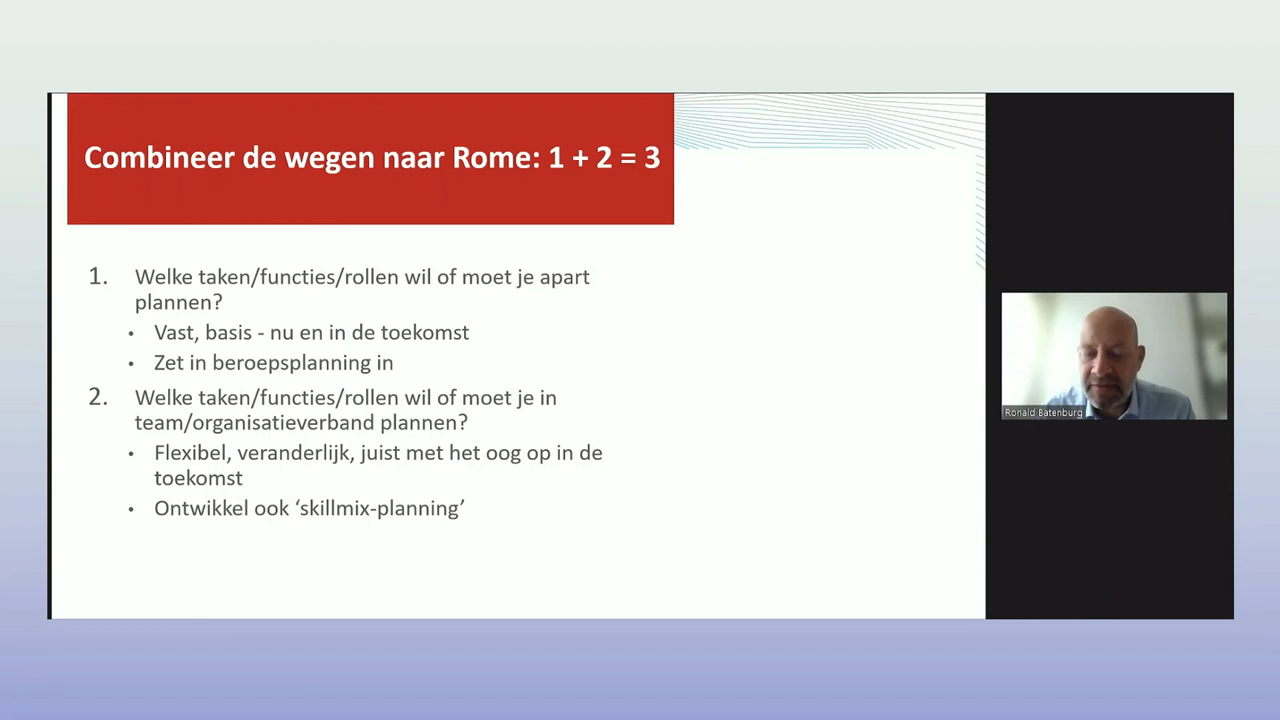 Combineer de wegen naar Rome: 1 + 2 = 3
1. Welke taken/functies/rollen wil of moet je apart
plannen?
• Vast, basis - nu en in de toekomst
• Zet in beroepsplanning in
2. Welke taken/functies/rollen wil of moet je in
team/organisatieverband plannen?
• Flexibel, veranderlijk, juist met het oog op in de
toekomst
• Ontwikkel ook ‘skillmix-planning’
Ronald Batenburg